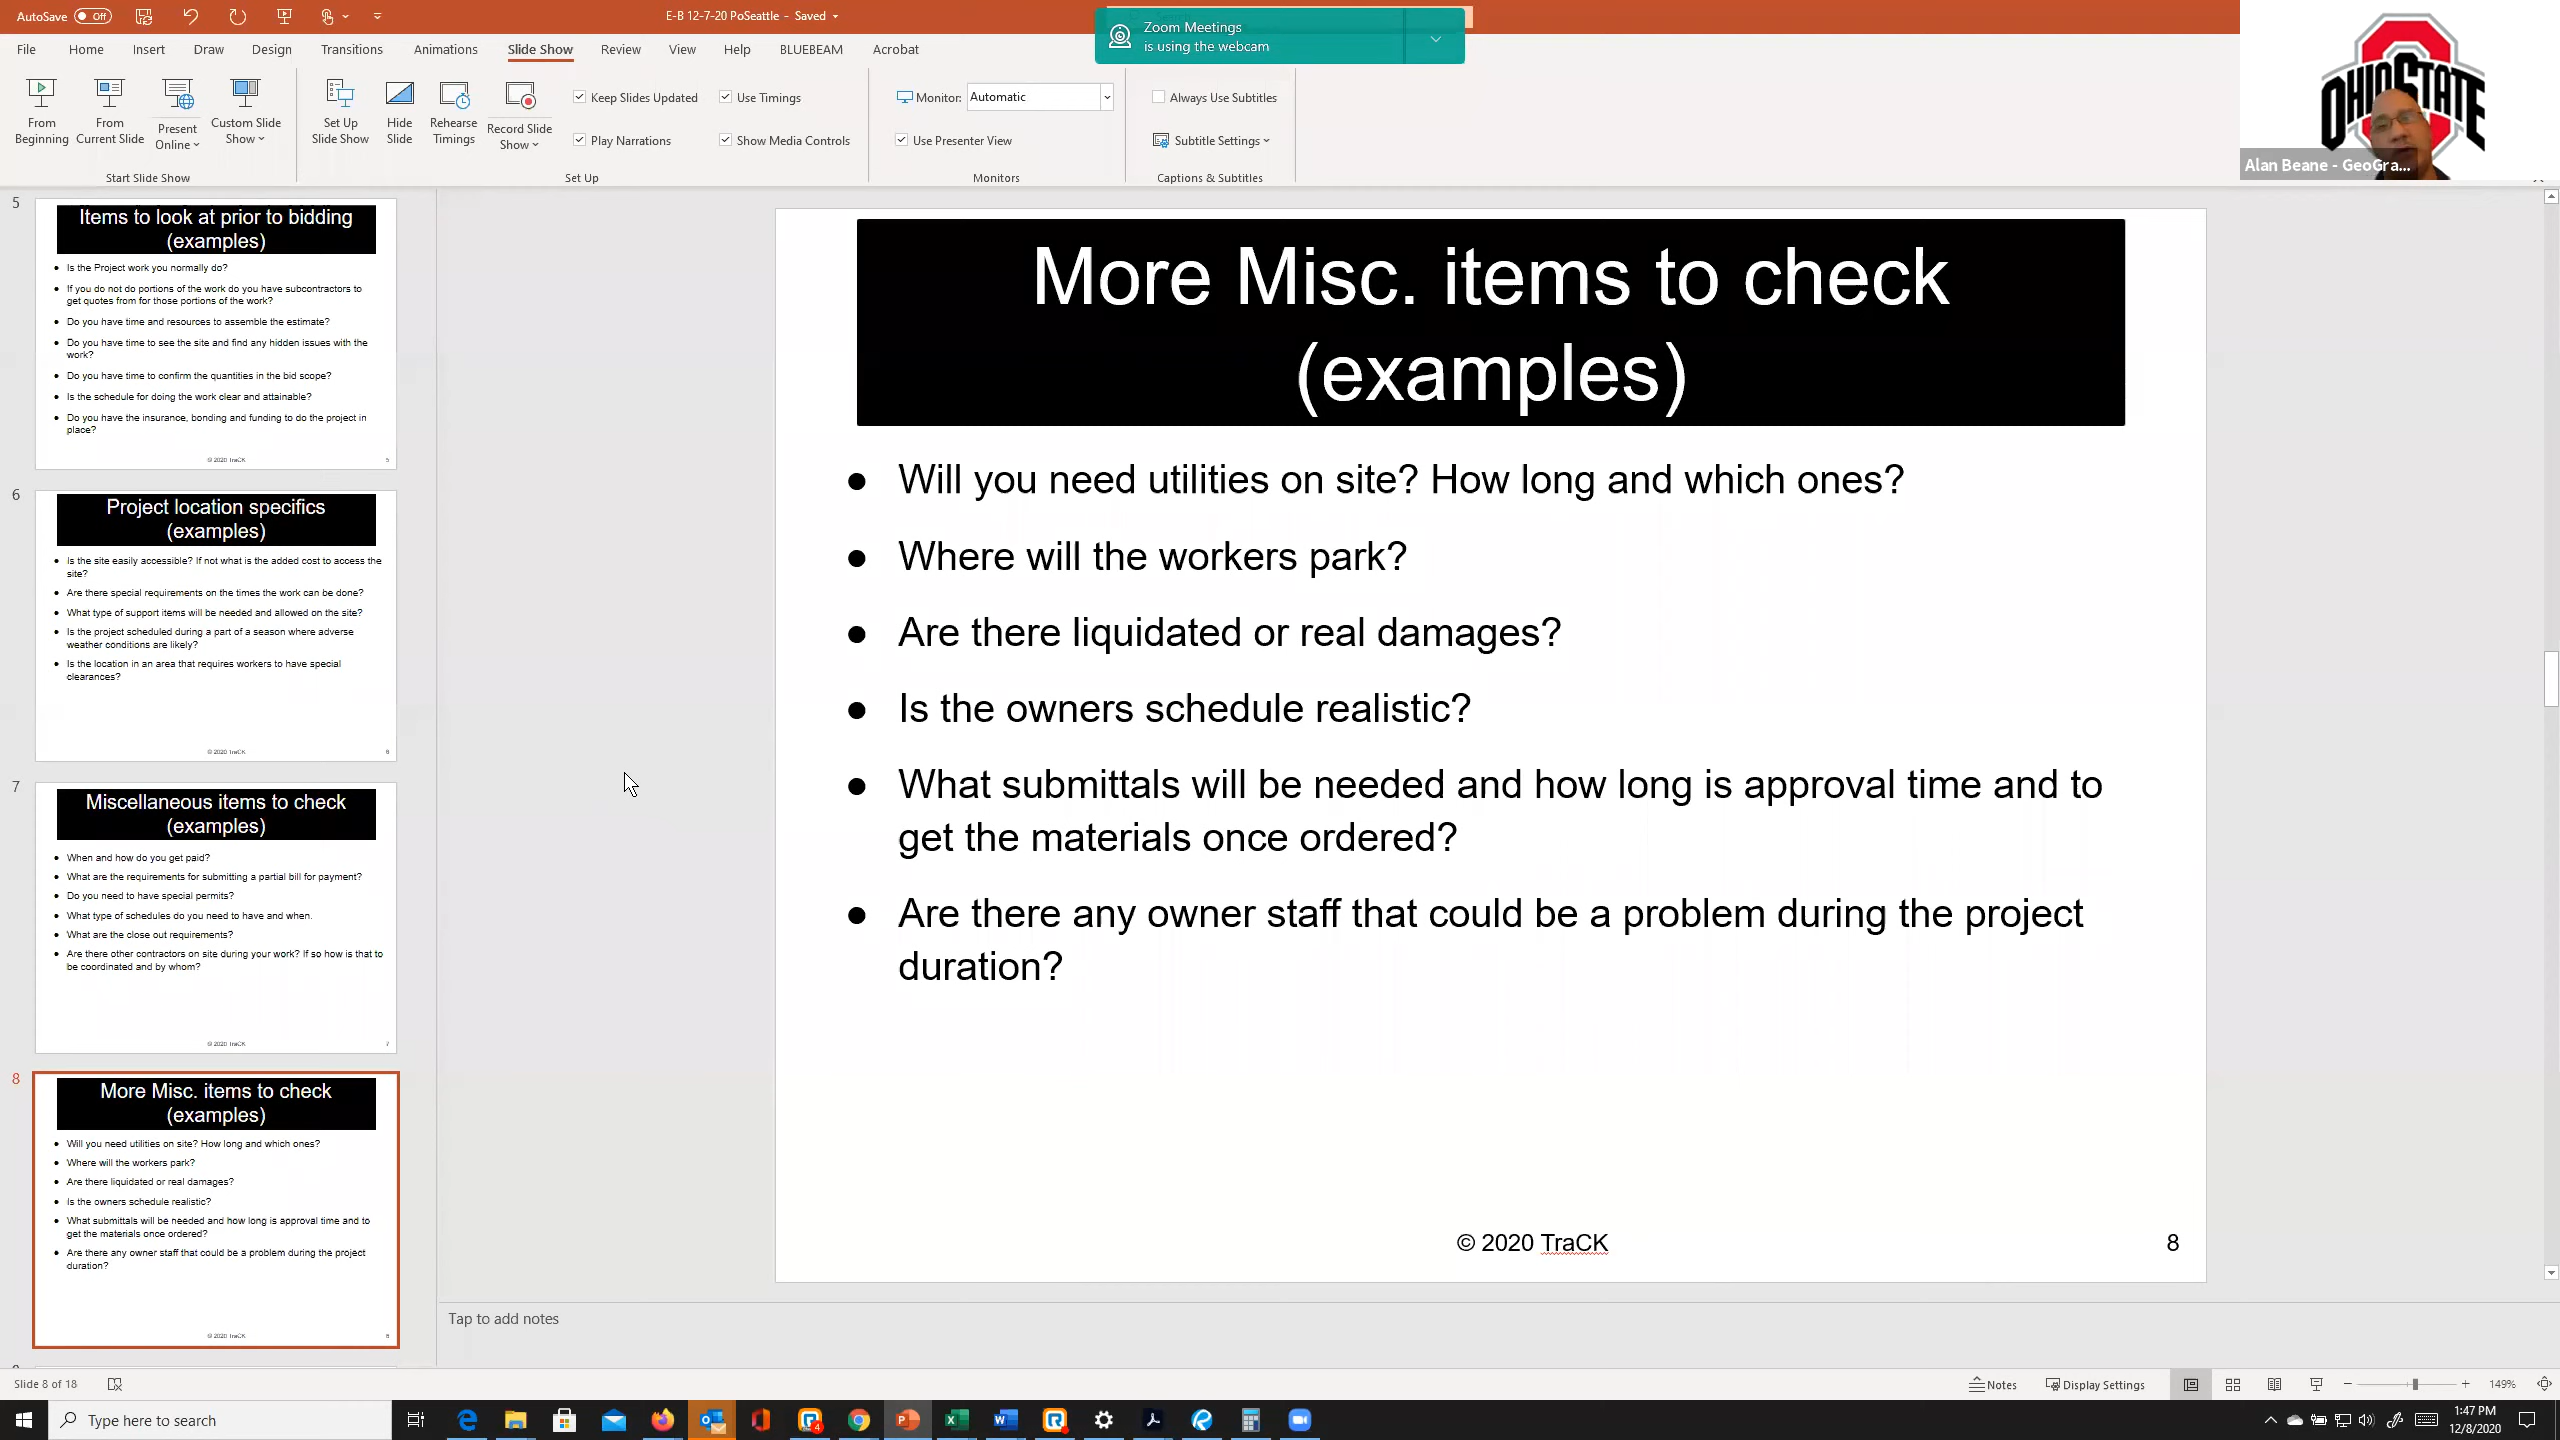 AutoSave Off
E-B 12-7-20 PoSeattle - Saved
Zoom Meetings
is using the webcam
File Home Insert Draw Design Transitions Animations Slide Show Review View Help BLUEBEAM Acrobat
From Beginning
From Current Slide
Present Online
Custom Slide Show
Set Up Slide Show
Hide Slide
Rehearse Timings
Record Slide Show
Keep Slides Updated
Play Narrations
Use Timings
Show Media Controls
Monitor: Automatic
Use Presenter View
Always Use Subtitles
Subtitle Settings
Start Slide Show
Set Up
Monitors
Captions & Subtitles
OHIO STATE
Alan Beane - GeoGra...
5
Items to look at prior to bidding
(examples)
Is the Project work you normally do?
If you do not do portions of the work do you have subcontractors to
get quotes from for those portions of the work?
Do you have time and resources to assemble the estimate?
Do you have time to see the site and find any hidden issues with the
work?
Do you have time to confirm the quantities in the bid scope?
Is the schedule for doing the work clear and attainable?
Do you have the insurance, bonding and funding to do the project in
place?
© 2020 TraCK 5
6
Project location specifics
(examples)
Is the site easily accessible? If not what is the added cost to access the
site?
Are there special requirements on the times the work can be done?
What type of support items will be needed and allowed on the site?
Is the project scheduled during a part of a season where adverse
weather conditions are likely?
Is the location in an area that requires workers to have special
clearances?
© 2020 TraCK 6
7
Miscellaneous items to check
(examples)
When and how do you get paid?
What are the requirements for submitting a partial bill for payment?
Do you need to have special permits?
What type of schedules do you need to have and when.
What are the close out requirements?
Are there other contractors on site during your work? If so how is that to
be coordinated and by whom?
© 2020 TraCK 7
8
More Misc. items to check
(examples)
Will you need utilities on site? How long and which ones?
Where will the workers park?
Are there liquidated or real damages?
Is the owners schedule realistic?
What submittals will be needed and how long is approval time and to
get the materials once ordered?
Are there any owner staff that could be a problem during the project
duration?
© 2020 TraCK 8
More Misc. items to check
(examples)
Will you need utilities on site? How long and which ones?
Where will the workers park?
Are there liquidated or real damages?
Is the owners schedule realistic?
What submittals will be needed and how long is approval time and to
get the materials once ordered?
Are there any owner staff that could be a problem during the project
duration?
© 2020 TraCK 8
Tap to add notes
Slide 8 of 18
Notes Display Settings 149%
Type here to search
1:47 PM
12/8/2020